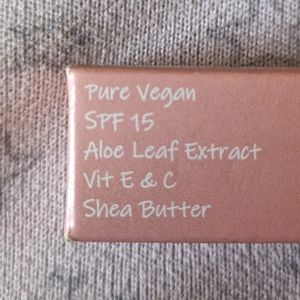 Pure Vegan
SPF 15
Aloe Leaf Extract
Vit E & C
Shea Butter